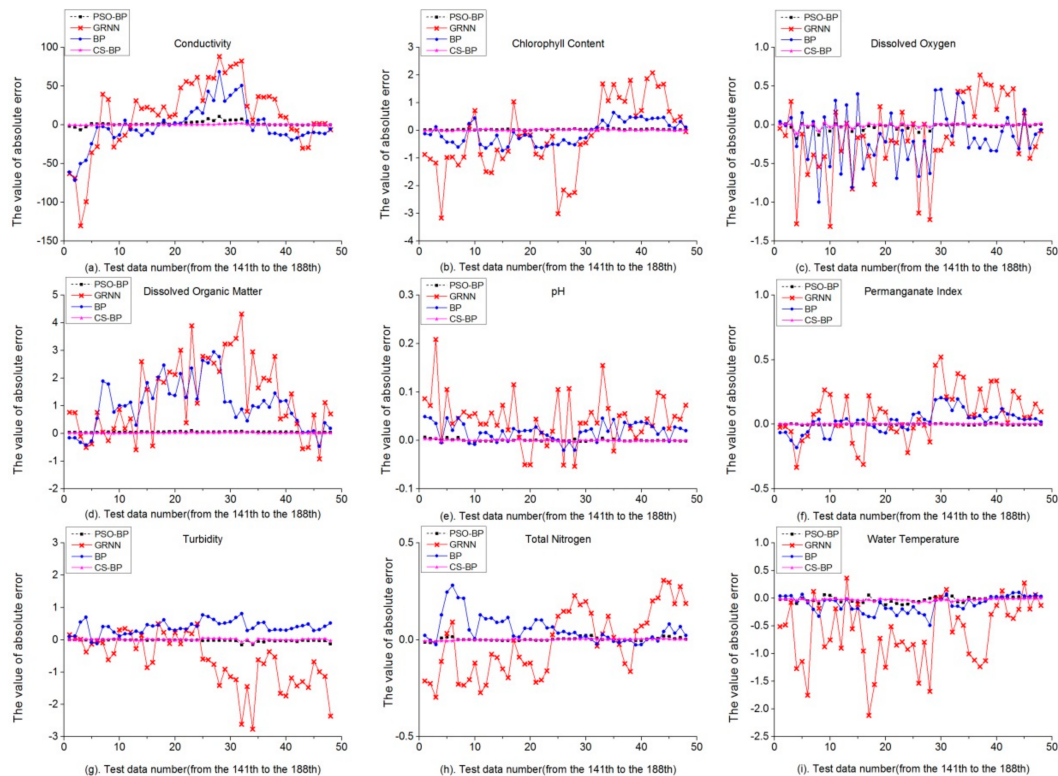 PSO-BP
GRNN
BP
CS-BP
Conductivity
The value of absolute error
100
50
0
-50
-100
-150
0 10 20 30 40 50
(a). Test data number(from the 141th to the 188th)
PSO-BP
GRNN
BP
CS-BP
Chlorophyll Content
The value of absolute error
4
3
2
1
0
-1
-2
-3
-4
0 10 20 30 40 50
(b). Test data number(from the 141th to the 188th)
PSO-BP
GRNN
BP
CS-BP
Dissolved Oxygen
The value of absolute error
1.0
0.5
0.0
-0.5
-1.0
-1.5
0 10 20 30 40 50
(c). Test data number(from the 141th to the 188th)
PSO-BP
GRNN
BP
CS-BP
Dissolved Organic Matter
The value of absolute error
5
4
3
2
1
0
-1
-2
0 10 20 30 40 50
(d). Test data number(from the 141th to the 188th)
PSO-BP
GRNN
BP
CS-BP
pH
The value of absolute error
0.3
0.2
0.1
0.0
-0.1
0 10 20 30 40 50
(e). Test data number(from the 141th to the 188th)
PSO-BP
GRNN
BP
CS-BP
Permanganate Index
The value of absolute error
1.0
0.5
0.0
-0.5
0 10 20 30 40 50
(f). Test data number(from the 141th to the 188th)
PSO-BP
GRNN
BP
CS-BP
Turbidity
The value of absolute error
3
2
1
0
-1
-2
-3
0 10 20 30 40 50
(g). Test data number(from the 141th to the 188th)
PSO-BP
GRNN
BP
CS-BP
Total Nitrogen
The value of absolute error
0.5
0.0
-0.5
0 10 20 30 40 50
(h). Test data number(from the 141th to the 188th)
PSO-BP
GRNN
BP
CS-BP
Water Temperature
The value of absolute error
1.0
0.5
0.0
-0.5
-1.0
-1.5
-2.0
-2.5
0 10 20 30 40 50
(i). Test data number(from the 141th to the 188th)